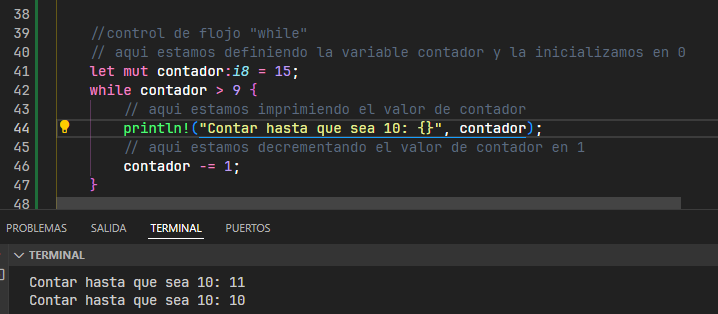 38
39 //control de flojo "while"
40 // aqui estamos definiendo la variable contador y la inicializamos en 0
41 let mut contador:i8 = 15;
42 while contador > 9 {
43 // aqui estamos imprimiendo el valor de contador
44 println!("Contar hasta que sea 10: {}", contador);
45 // aqui estamos decrementando el valor de contador en 1
46 contador -= 1;
47 }
48
PROBLEMAS SALIDA TERMINAL PUERTOS
TERMINAL
Contar hasta que sea 10: 11
Contar hasta que sea 10: 10